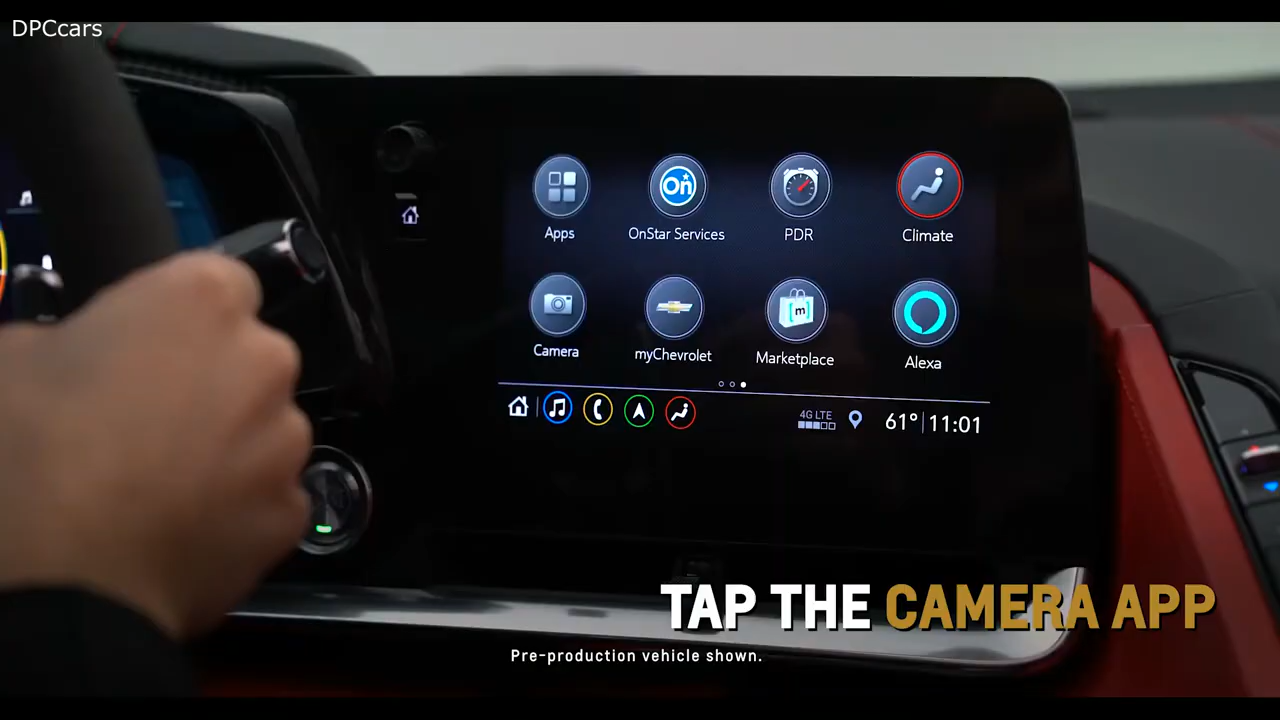 DPCcars
Apps
OnStar Services
PDR
Climate
Camera
myChevrolet
Marketplace
Alexa
On
m
4G LTE
61° 11:01
TAP THE CAMERA APP
Pre-production vehicle shown.